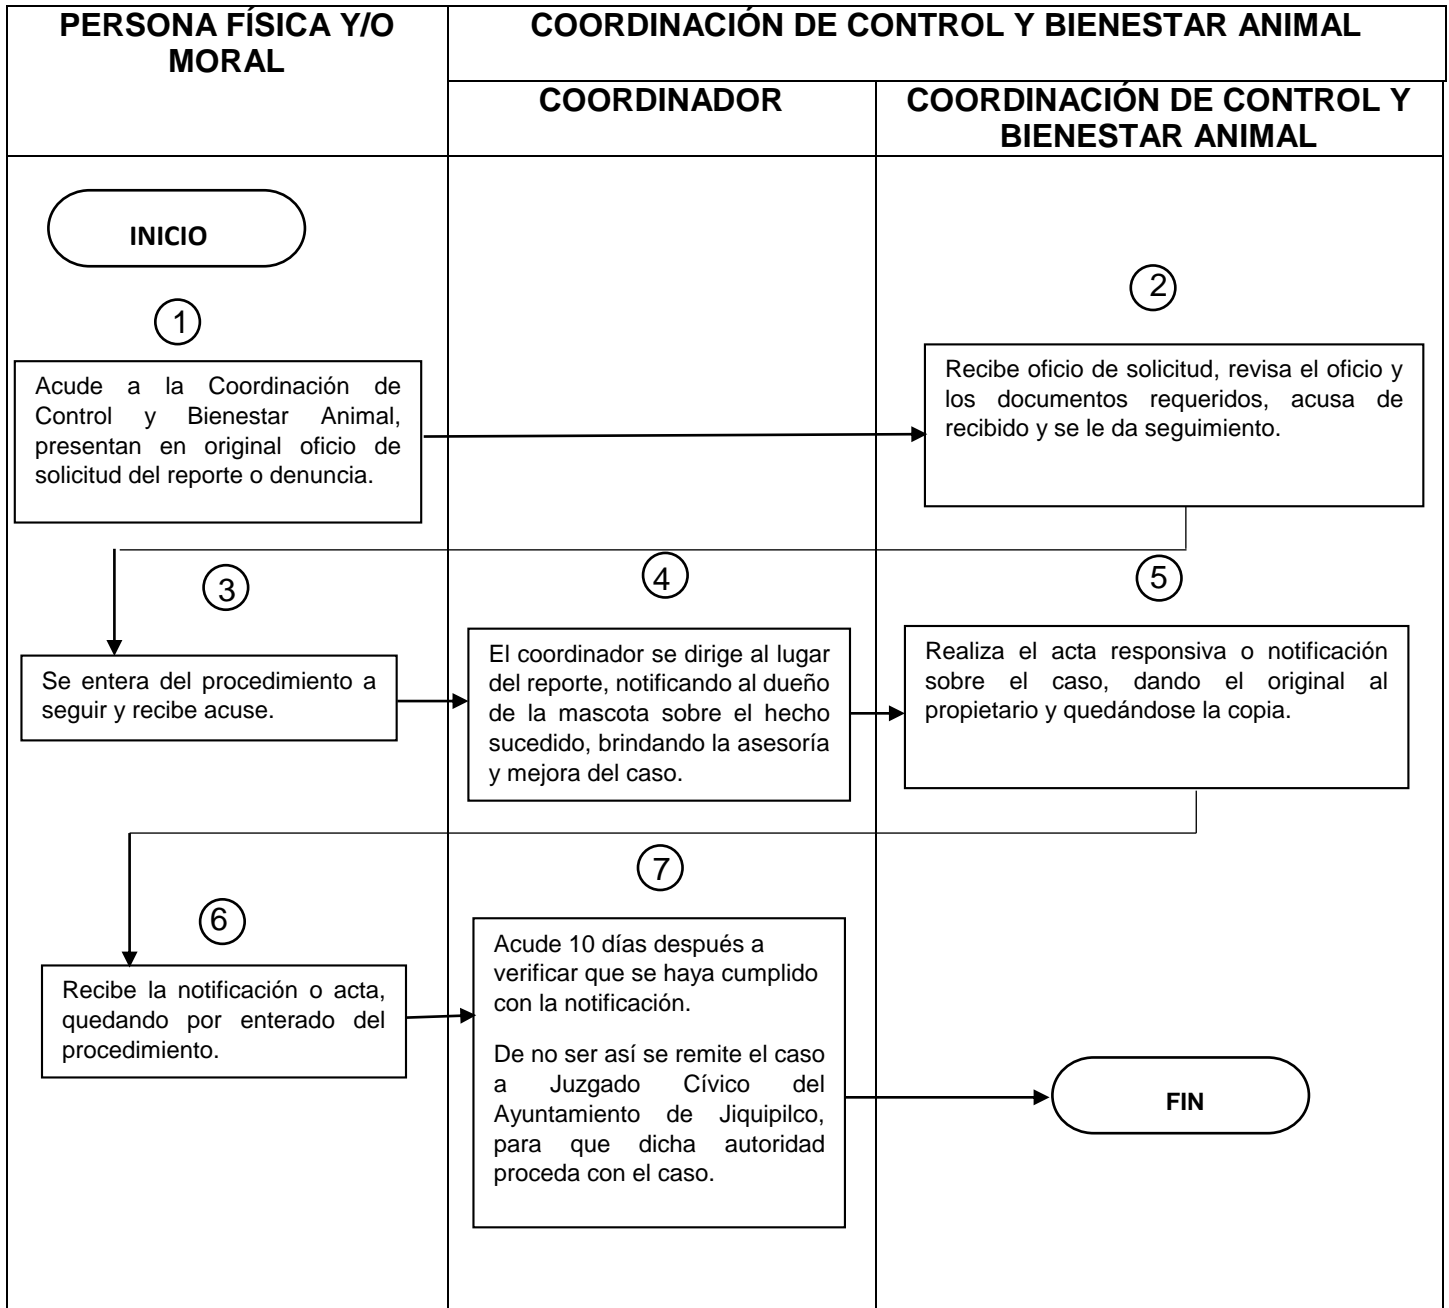 PERSONA FÍSICA Y/O
MORAL
COORDINACIÓN DE CONTROL Y BIENESTAR ANIMAL
COORDINADOR
COORDINACIÓN DE CONTROL Y
BIENESTAR ANIMAL
INICIO
1
Acude a la Coordinación de
Control y Bienestar Animal,
presentan en original oficio de
solicitud del reporte o denuncia.
2
Recibe oficio de solicitud, revisa el oficio y
los documentos requeridos, acusa de
recibido y se le da seguimiento.
3
Se entera del procedimiento a
seguir y recibe acuse.
4
El coordinador se dirige al lugar
del reporte, notificando al dueño
de la mascota sobre el hecho
sucedido, brindando la asesoría
y mejora del caso.
5
Realiza el acta responsiva o notificación
sobre el caso, dando el original al
propietario y quedándose la copia.
6
Recibe la notificación o acta,
quedando por enterado del
procedimiento.
7
Acude 10 días después a
verificar que se haya cumplido
con la notificación.
De no ser así se remite el caso
a Juzgado Cívico del
Ayuntamiento de Jiquipilco,
para que dicha autoridad
proceda con el caso.
FIN